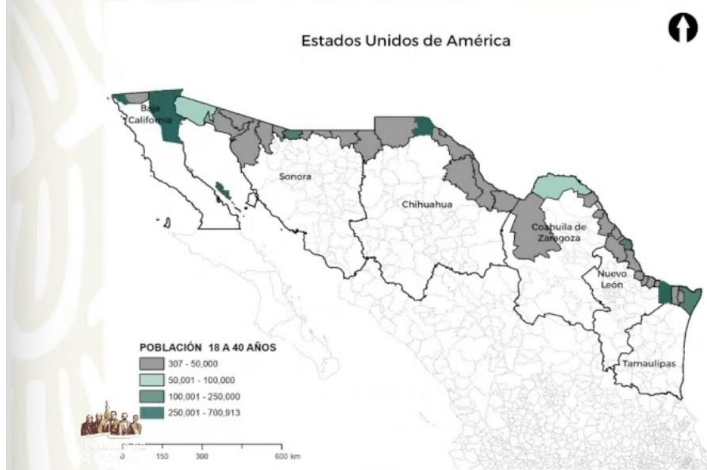 Estados Unidos de América
Baja
California
Sonora
Chihuahua
Coahuila de
Zaragoza
Nuevo
León
Tamaulipas
POBLACIÓN 18 A 40 AÑOS
307 - 50,000
50,001 - 100,000
100,001 - 250,000
250,001 - 700,913
0 150 300 600 km